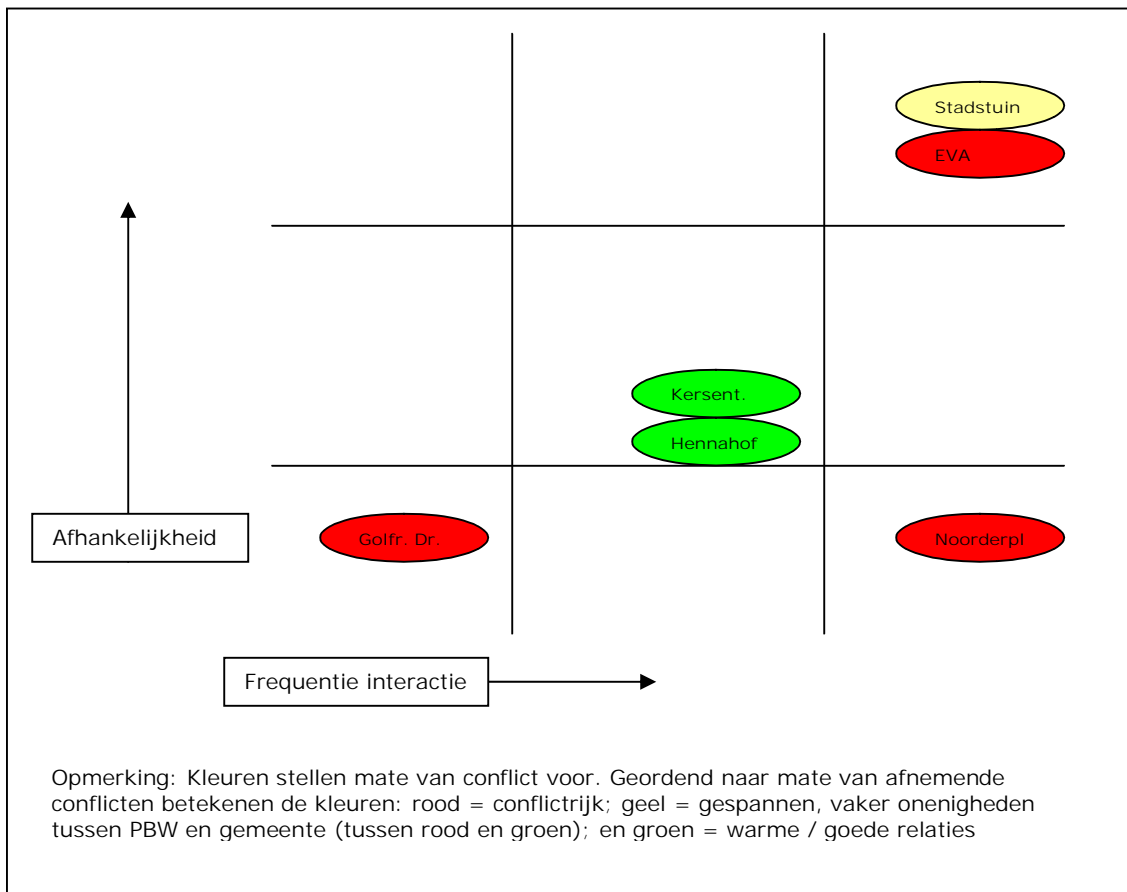 Stadstuin
EVA
Kersent.
Hennahof
Afhankelijkheid
Golfr. Dr.
Noorderpl
Frequentie interactie
Opmerking: Kleuren stellen mate van conflict voor. Geordend naar mate van afnemende
conflicten betekenen de kleuren: rood = conflictrijk; geel = gespannen, vaker onenigheden
tussen PBW en gemeente (tussen rood en groen); en groen = warme / goede relaties